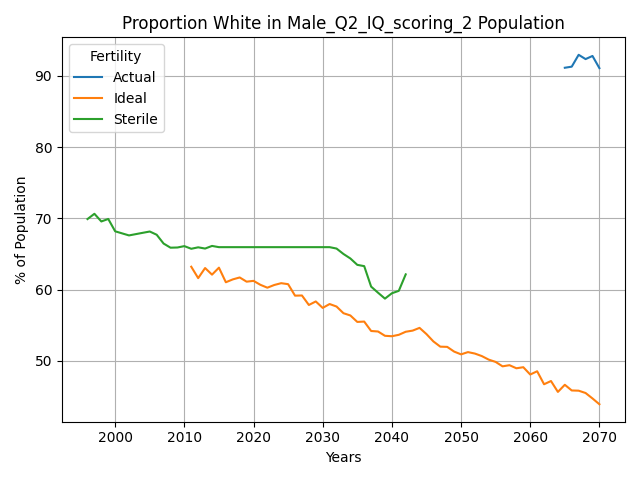 Proportion White in Male_Q2_IQ_scoring_2 Population
Fertility
Actual
Ideal
Sterile
% of Population
90
80
70
60
50
2000 2010 2020 2030 2040 2050 2060 2070
Years